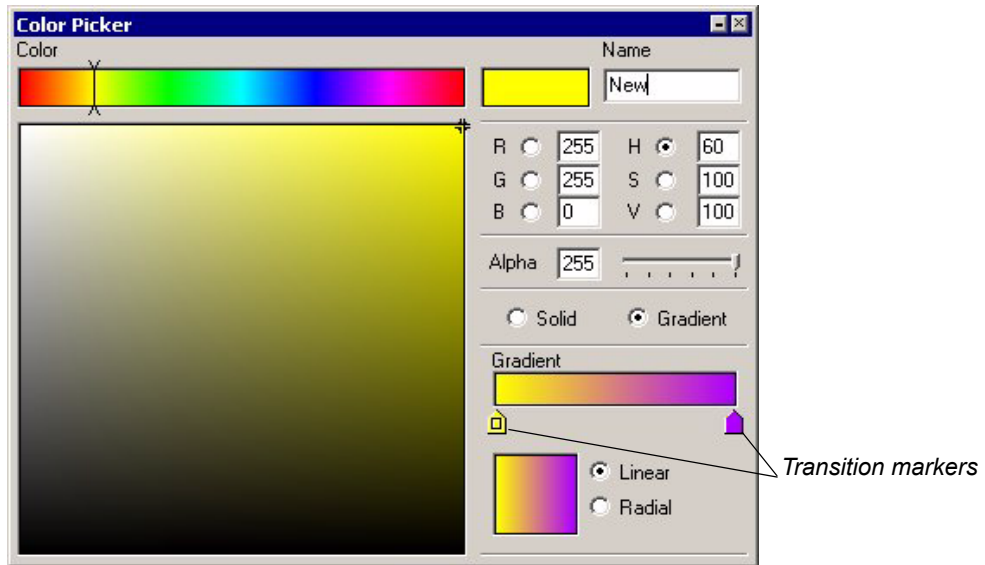 Color Picker
Color
Name
New
R 255 H 60
G 255 S 100
B 0 V 100
Alpha 255
Solid Gradient
Gradient
Linear
Radial
Transition markers